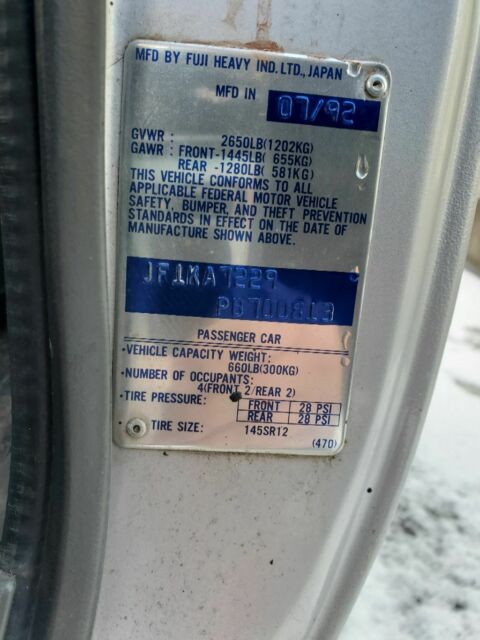 MFD BY FUJI HEAVY IND. LTD., JAPAN
MFD IN 07/92
GVWR : 2650LB(1202KG)
GAWR : FRONT-1445LB( 655KG)
REAR -1280LB( 581KG)
THIS VEHICLE CONFORMS TO ALL
APPLICABLE FEDERAL MOTOR VEHICLE
SAFETY, BUMPER, AND THEFT PREVENTION
STANDARDS IN EFFECT ON THE DATE OF
MANUFACTURE SHOWN ABOVE.
JF1KA7229
PB710813
PASSENGER CAR
•VEHICLE CAPACITY WEIGHT:
660LB(300KG)
•NUMBER OF OCCUPANTS:
4(FRONT 2/REAR 2)
•TIRE PRESSURE: FRONT 28 PSI
REAR 28 PSI
•TIRE SIZE: 145SR12
(470)